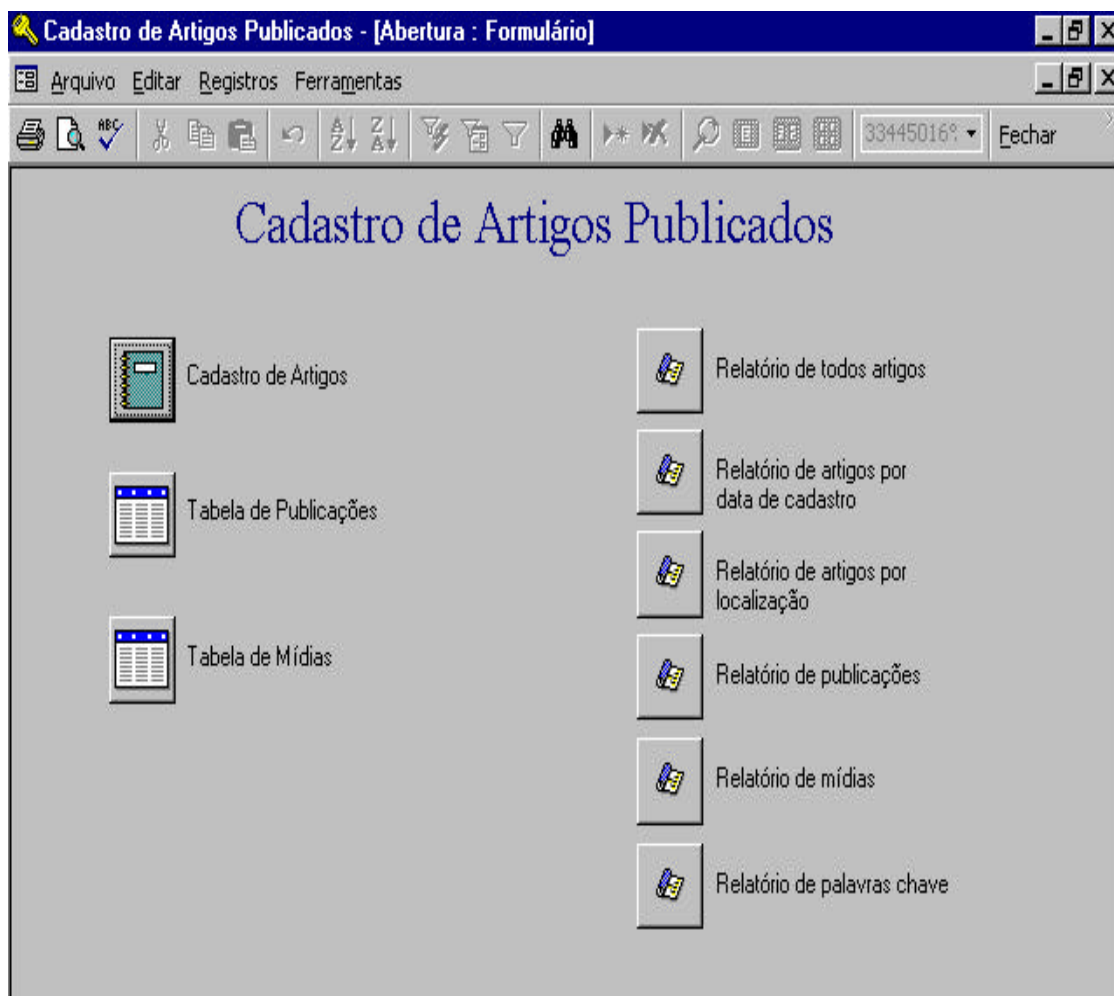 Cadastro de Artigos Publicados - [Abertura : Formulário]
Arquivo Editar Registros Ferramentas
ABC
A Z Z A
33445016% Fechar
Cadastro de Artigos Publicados
Cadastro de Artigos
Tabela de Publicações
Tabela de Mídias
Relatório de todos artigos
Relatório de artigos por
data de cadastro
Relatório de artigos por
localização
Relatório de publicações
Relatório de mídias
Relatório de palavras chave